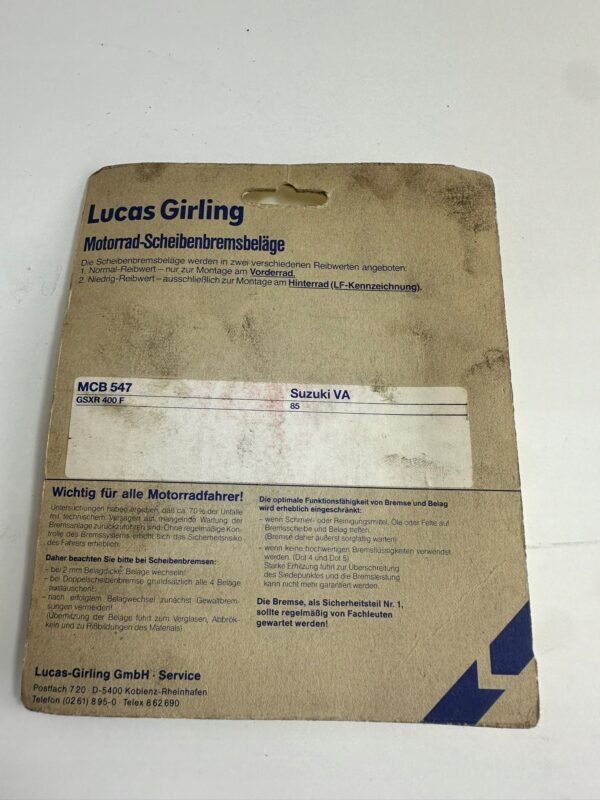 Lucas Girling
Motorrad-Scheibenbremsbeläge
Die Scheibenbremsbeläge werden in zwei verschiedenen Reibwerten angeboten:
1. Normal-Reibwert – nur zur Montage am Vorderrad.
2. Niedrig-Reibwert – ausschließlich zur Montage am Hinterrad (LF-Kennzeichnung).
MCB 547 Suzuki VA
GSXR 400 F 85
Wichtig für alle Motorradfahrer!
Untersuchungen haben ergeben, daß ca. 70% der Unfälle
mit technischem Versagen auf mangelnde Wartung der
Bremsanlage zurückzuführen sind. Ohne regelmäßige Kon-
trolle des Bremssystems erhöht sich das Sicherheitsrisiko
des Fahrers erheblich.
Daher beachten Sie bitte bei Scheibenbremsen:
- bei 2 mm Belagdicke: Beläge wechseln!
- bei Doppelscheibenbremse grundsätzlich alle 4 Beläge
austauschen!
- nach erfolgtem Belagwechsel zunächst Gewaltbrem-
sungen vermeiden!
(Überhitzung der Beläge führt zum Verglasen, Abbrök-
keln und zu Rißbildungen des Materials)
Die optimale Funktionsfähigkeit von Bremse und Belag
wird erheblich eingeschränkt:
- wenn Schmier- oder Reinigungsmittel, Öle oder Fette auf
Bremsscheibe und Belag treffen.
(Bremse daher äußerst sorgfältig warten)
- wenn keine hochwertigen Bremsflüssigkeiten verwendet
werden. (Dot 4 und Dot 5)
Starke Erhitzung führt zur Überschreitung
des Siedepunktes und die Bremsleistung
kann nicht mehr garantiert werden.
Die Bremse, als Sicherheitsteil Nr. 1,
sollte regelmäßig von Fachleuten
gewartet werden!
Lucas-Girling GmbH · Service
Postfach 720 · D-5400 Koblenz-Rheinhafen
Telefon (0261) 895-0 · Telex 862690